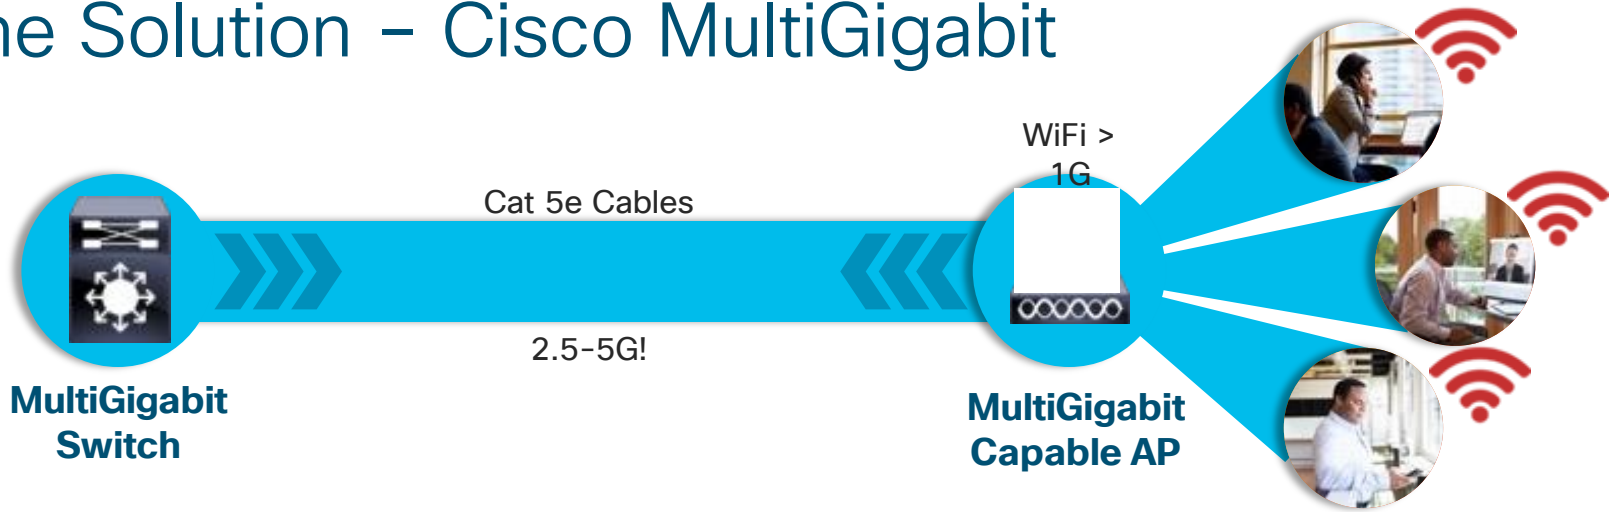 ne Solution – Cisco MultiGigabit
WiFi >
1G
Cat 5e Cables
2.5-5G!
MultiGigabit
Switch
MultiGigabit
Capable AP